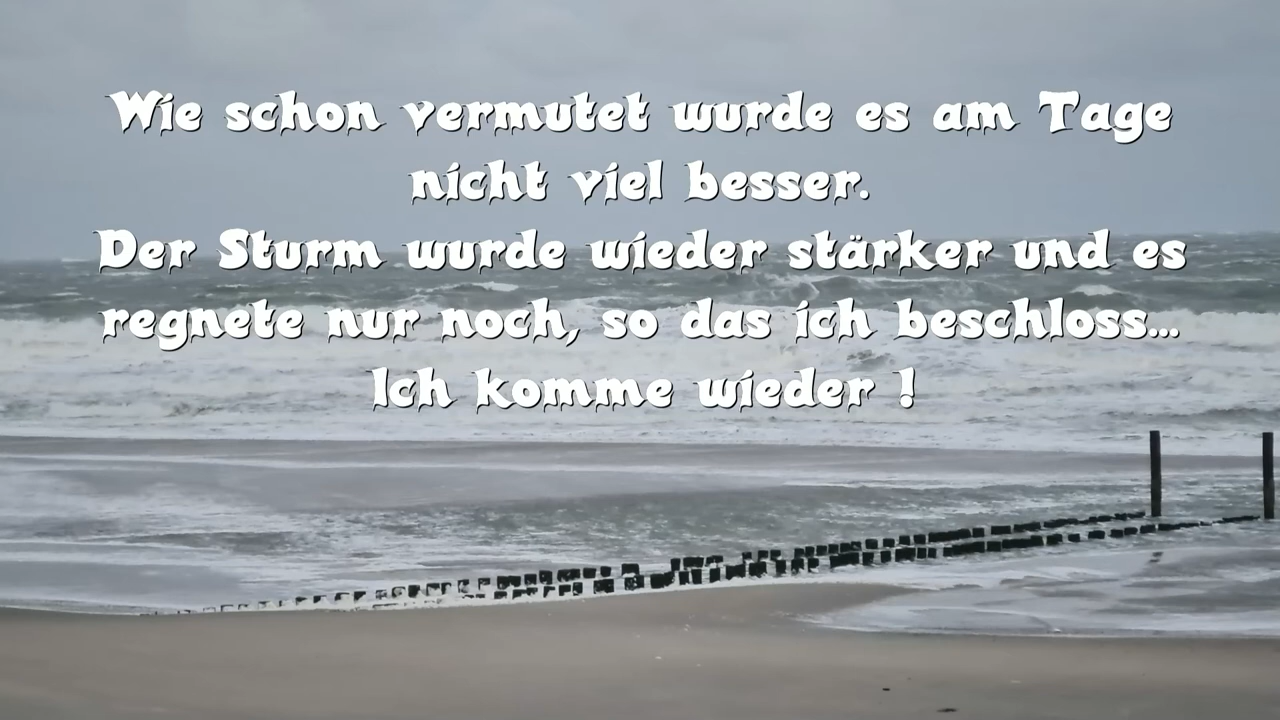 Wie schon vermutet wurde es am Tage
nicht viel besser.
Der Sturm wurde wieder stärker und es
regnete nur noch, so das ich beschloss...
Ich komme wieder !